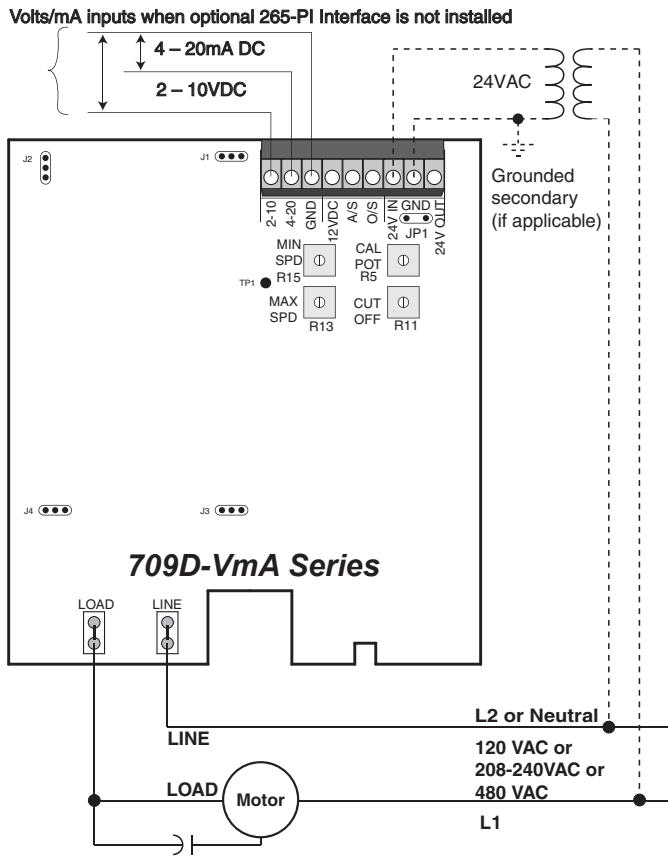 Volts/mA inputs when optional 265-PI Interface is not installed
4 – 20mA DC
2 – 10VDC
24VAC
Grounded
secondary
(if applicable)
J2
J1
2-10
4-20
GND
12VDC
A/S
O/S
24V IN
GND
JP1
24V OUT
MIN
SPD
R15
CAL
POT
R5
TP1
MAX
SPD
R13
CUT
OFF
R11
J4
J3
709D-VmA Series
LOAD
LINE
L2 or Neutral
LINE
120 VAC or
208-240VAC or
480 VAC
LOAD
Motor
L1